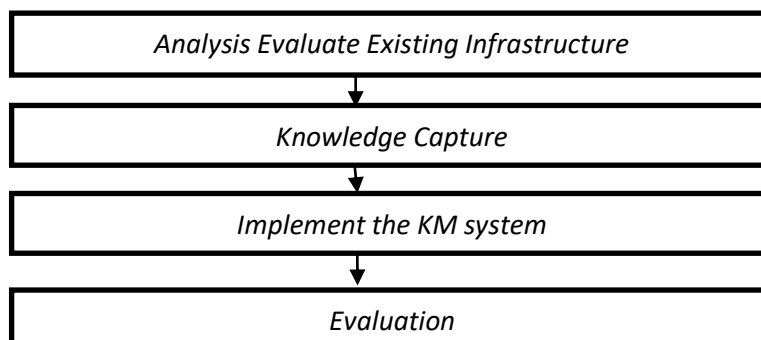 Analysis Evaluate Existing Infrastructure
Knowledge Capture
Implement the KM system
Evaluation